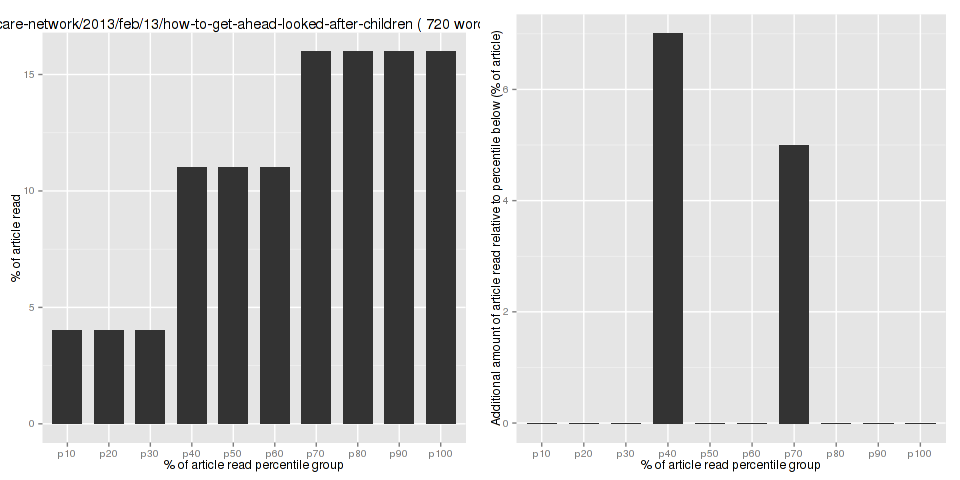 care-network/2013/feb/13/how-to-get-ahead-looked-after-children ( 720
% of article read
15
10
5
0
p10 p20 p30 p40 p50 p60 p70 p80 p90 p100
% of article read percentile group
Additional amount of article read relative to percentile below (% of article)
6
4
2
0
p10 p20 p30 p40 p50 p60 p70 p80 p90 p100
% of article read percentile group